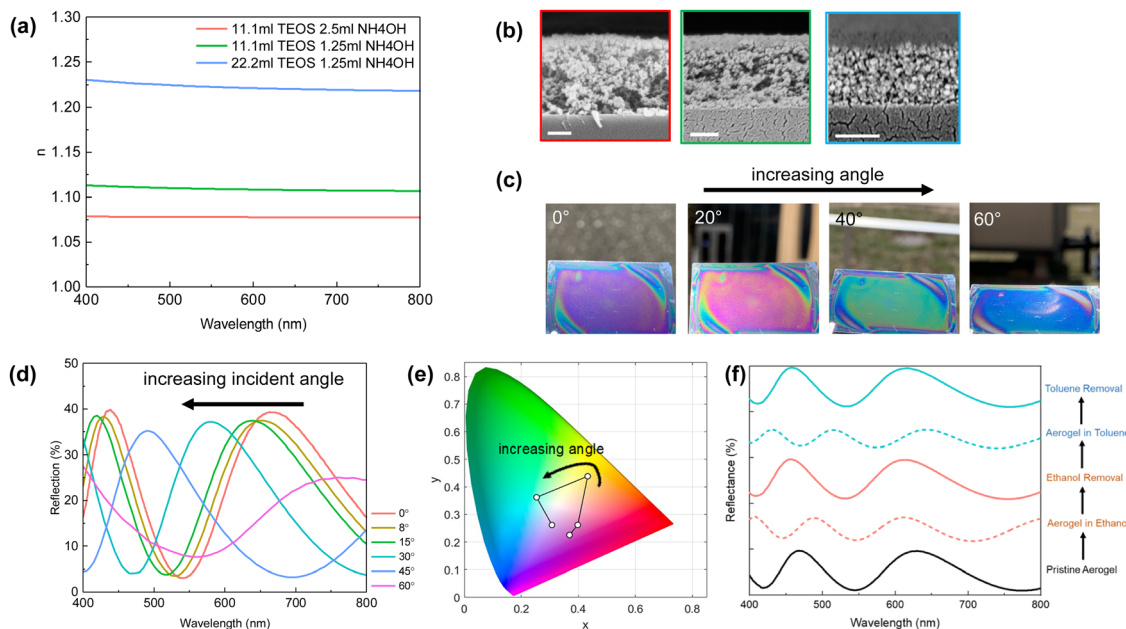 (a)
1.30
1.25
1.20
1.15
1.10
1.05
1.00
n
400 500 600 700 800
Wavelength (nm)
11.1ml TEOS 2.5ml NH4OH
11.1ml TEOS 1.25ml NH4OH
22.2ml TEOS 1.25ml NH4OH
(b)
(c)
increasing angle
0° 20° 40° 60°
(d)
50
40
30
20
10
0
Reflection (%)
increasing incident angle
0°
8°
15°
30°
45°
60°
400 500 600 700 800
Wavelength (nm)
(e)
0.8
0.7
0.6
0.5
0.4
0.3
0.2
0.1
0
y
increasing angle
0 0.2 0.4 0.6 0.8
x
(f)
Reflectance (%)
Toluene Removal
Aerogel in Toluene
Ethanol Removal
Aerogel in Ethano
Pristine Aerogel
400 500 600 700 800
Wavelength (nm)